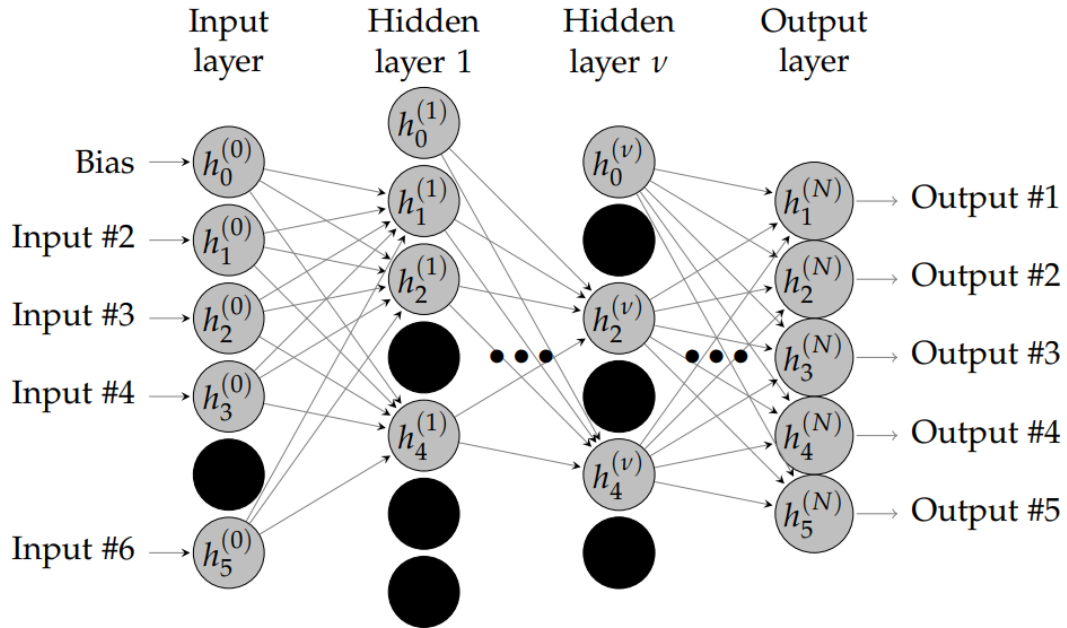 Input layer
Hidden layer 1
Hidden layer ν
Output layer
Bias
Input #2
Input #3
Input #4
Input #6
h_0^{(0)}
h_1^{(0)}
h_2^{(0)}
h_3^{(0)}
h_5^{(0)}
h_0^{(1)}
h_1^{(1)}
h_2^{(1)}
h_4^{(1)}
h_0^{(ν)}
h_2^{(ν)}
h_4^{(ν)}
h_1^{(N)}
h_2^{(N)}
h_3^{(N)}
h_4^{(N)}
h_5^{(N)}
Output #1
Output #2
Output #3
Output #4
Output #5